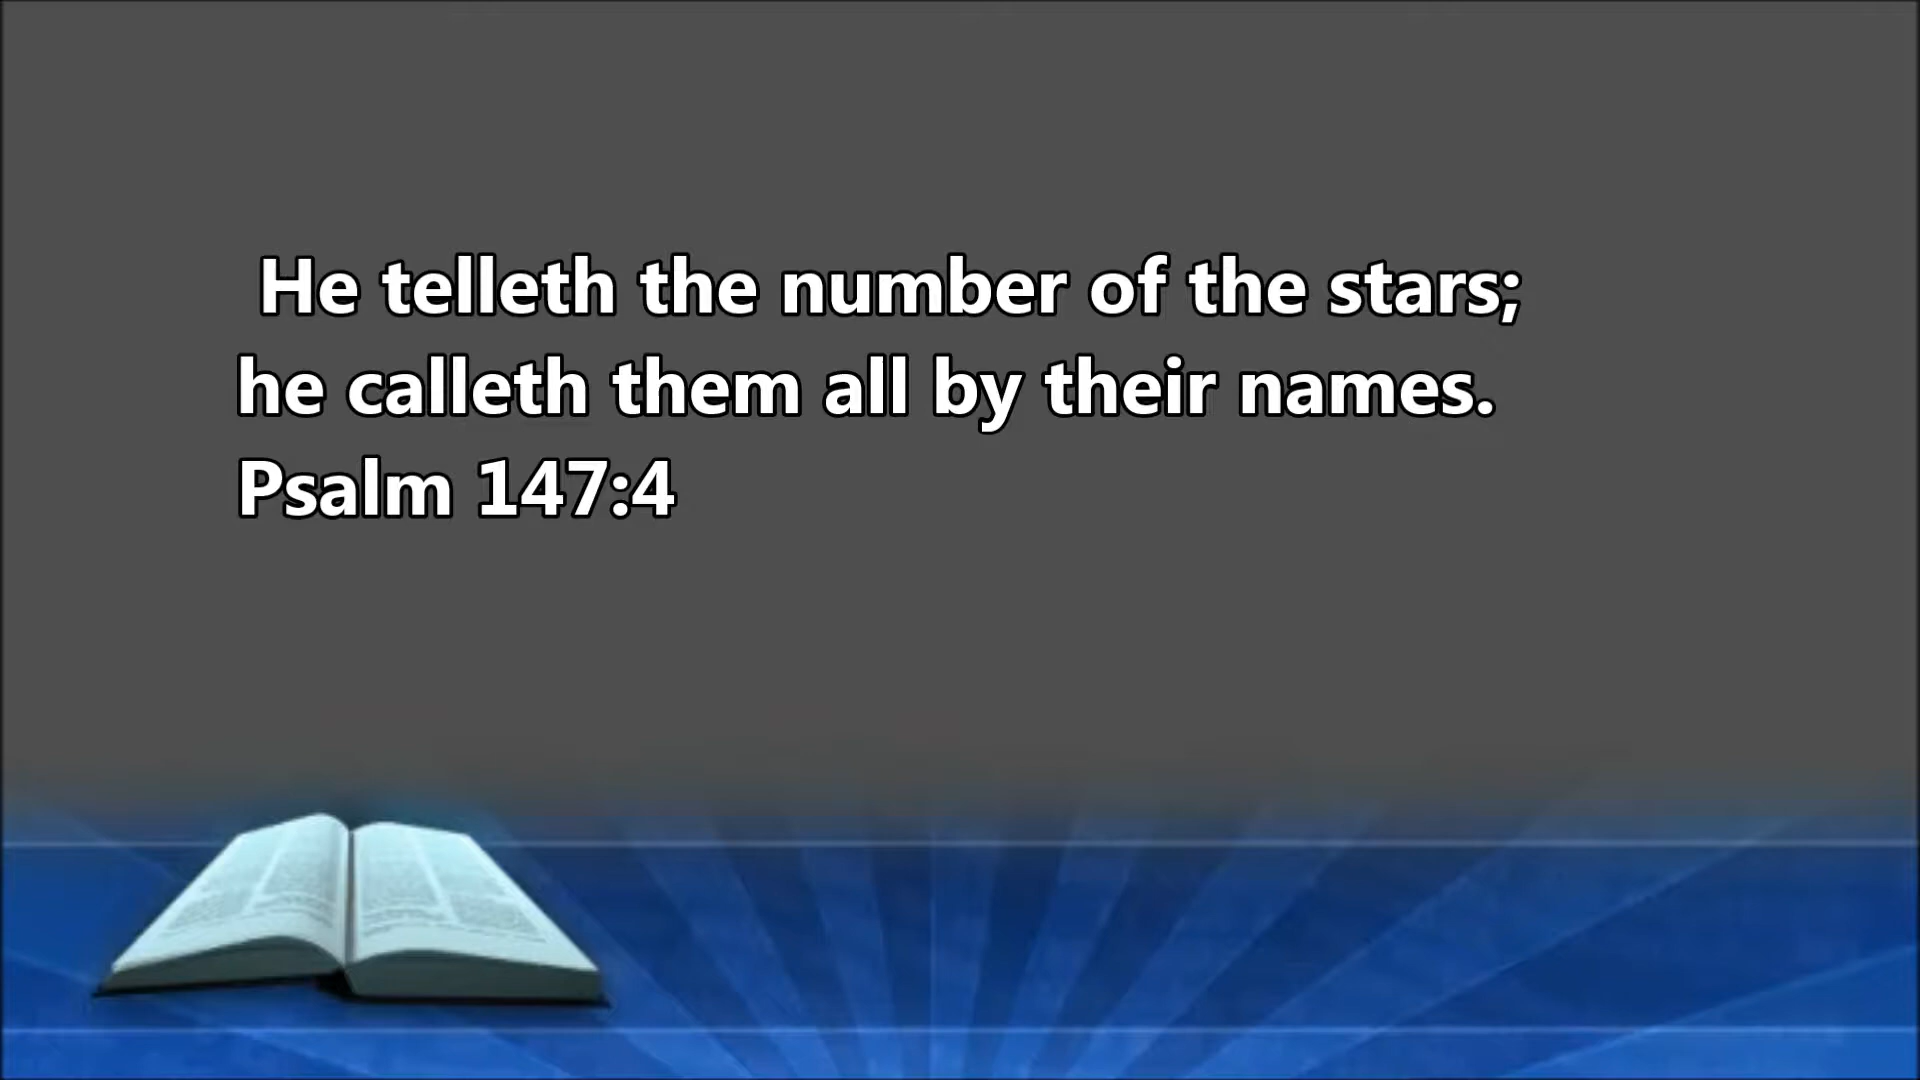 He telleth the number of the stars;
he calleth them all by their names.
Psalm 147:4